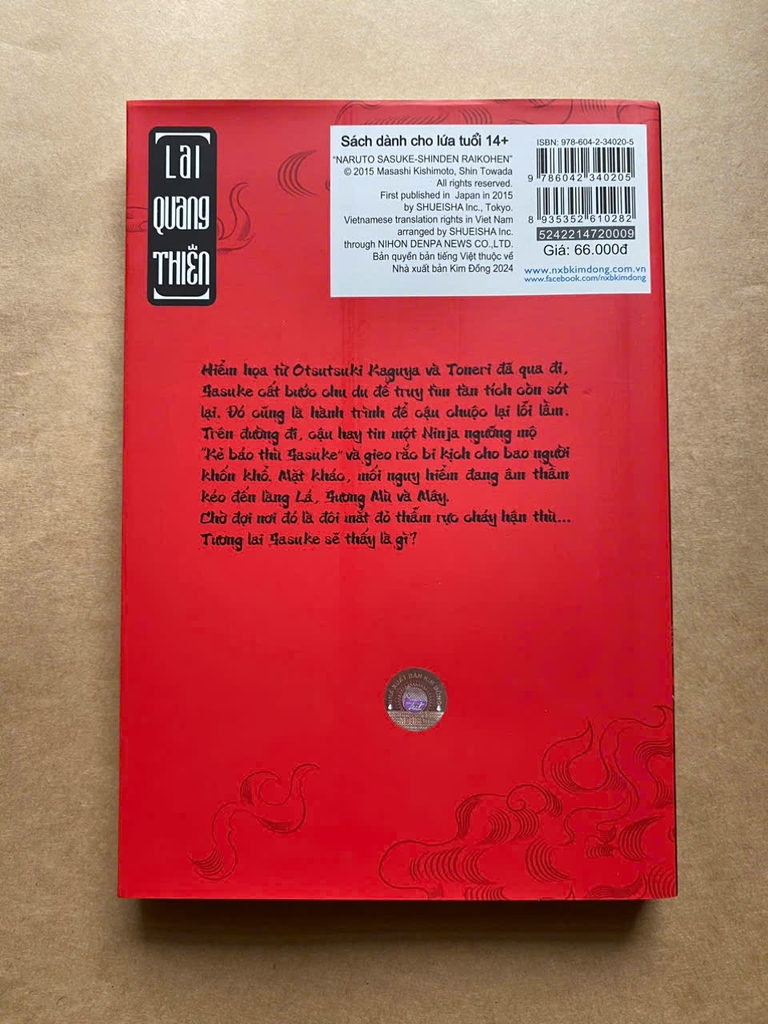 Lai
Quang
Thiên
Sách dành cho lứa tuổi 14+
"NARUTO SASUKE-SHINDEN RAIKOHEN"
© 2015 Masashi Kishimoto, Shin Towada
All rights reserved.
First published in Japan in 2015
by SHUEISHA Inc., Tokyo.
Vietnamese translation rights in Viet Nam
arranged by SHUEISHA Inc.
through NIHON DENPA NEWS CO.,LTD.
Bản quyền bản tiếng Việt thuộc về
Nhà xuất bản Kim Đồng 2024
ISBN: 978-604-2-34020-5
9 786042 340205
8 935352 610282
5242214720009
Giá: 66.000đ
www.nxbkimdong.com.vn
www.facebook.com/nxbkimdong
Hiểm họa từ Otsutsuki Kaguya và Toneri đã qua đi,
Sasuke cất bước chu du để truy tìm tàn tích còn sót
lại. Đó cũng là hành trình để cậu chuộc lại lỗi lầm.
Trên đường đi, cậu hay tin một Ninja ngưỡng mộ
"Kẻ báo thù Sasuke" và gieo rắc bi kịch cho bao người
khốn khổ. Mặt khác, mối nguy hiểm đang âm thầm
kéo đến làng Lá, Sương Mù và Mây.
Chờ đợi nơi đó là đôi mắt đỏ thẫm rực cháy hận thù...
Tương lai Sasuke sẽ thấy là gì?
NHÀ XUẤT BẢN KIM ĐỒNG